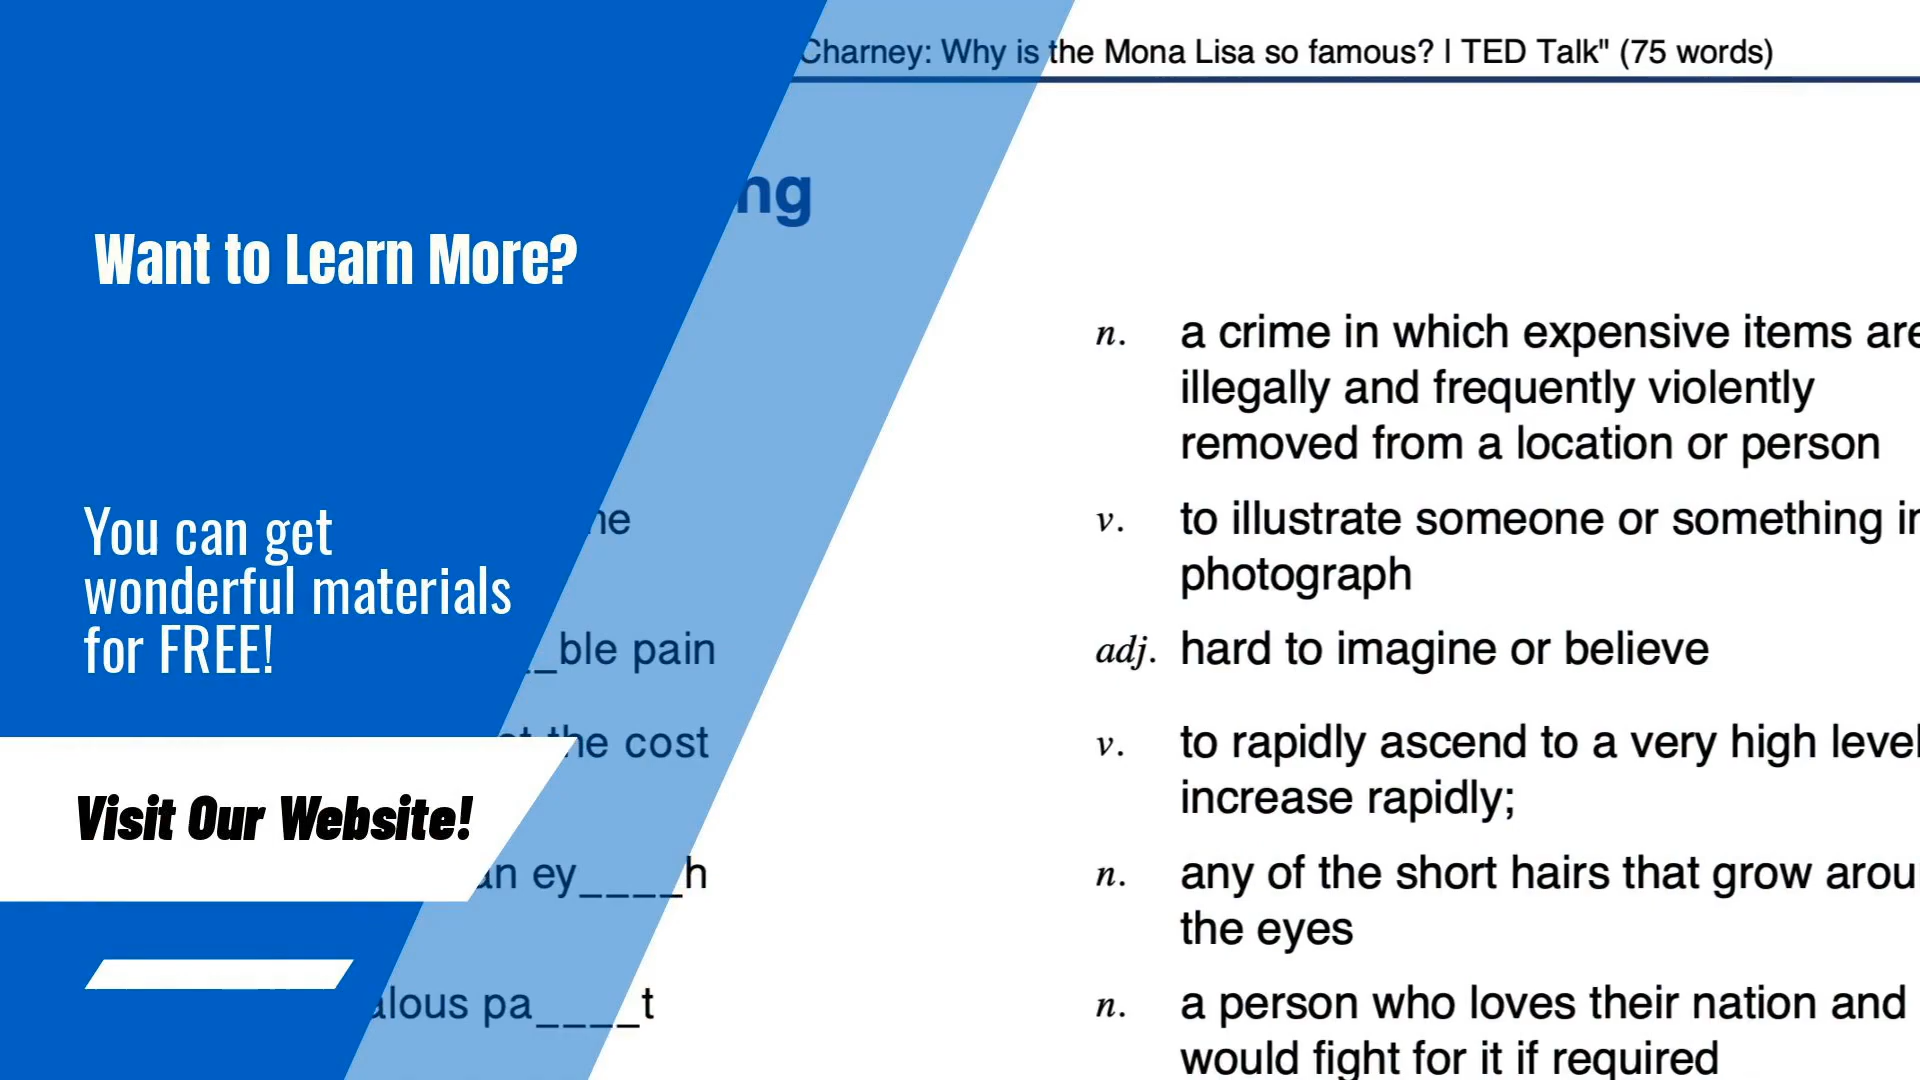 Charney: Why is the Mona Lisa so famous? | TED Talk" (75 words)
Want to Learn More?
You can get
wonderful materials
for FREE!
Visit Our Website!
n. a crime in which expensive items are
illegally and frequently violently
removed from a location or person
v. to illustrate someone or something in
photograph
_ble pain adj. hard to imagine or believe
the cost v. to rapidly ascend to a very high level
increase rapidly;
ey____h n. any of the short hairs that grow
the eyes
alous pa____t n. a person who loves their nation and
would fight for it if required